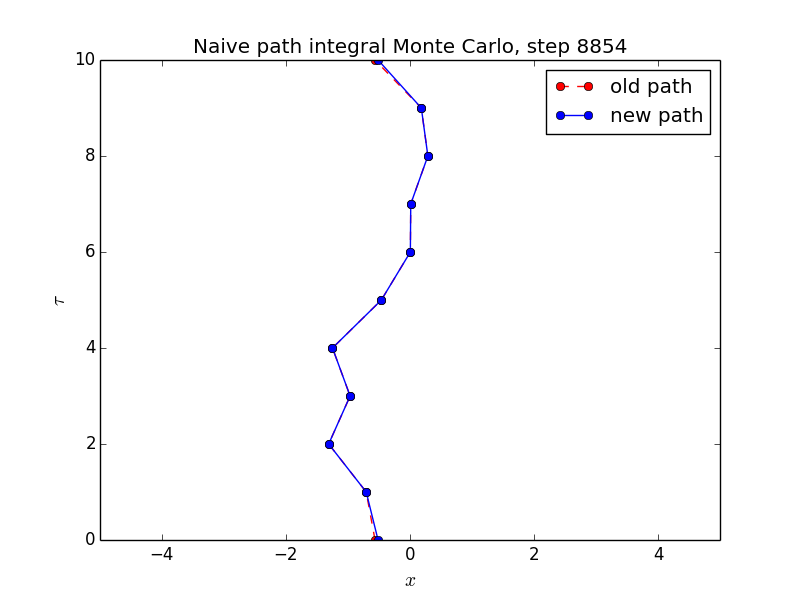 Naive path integral Monte Carlo, step 8854
old path
new path
10
8
6
4
2
0
τ
−4
−2
0
2
4
x